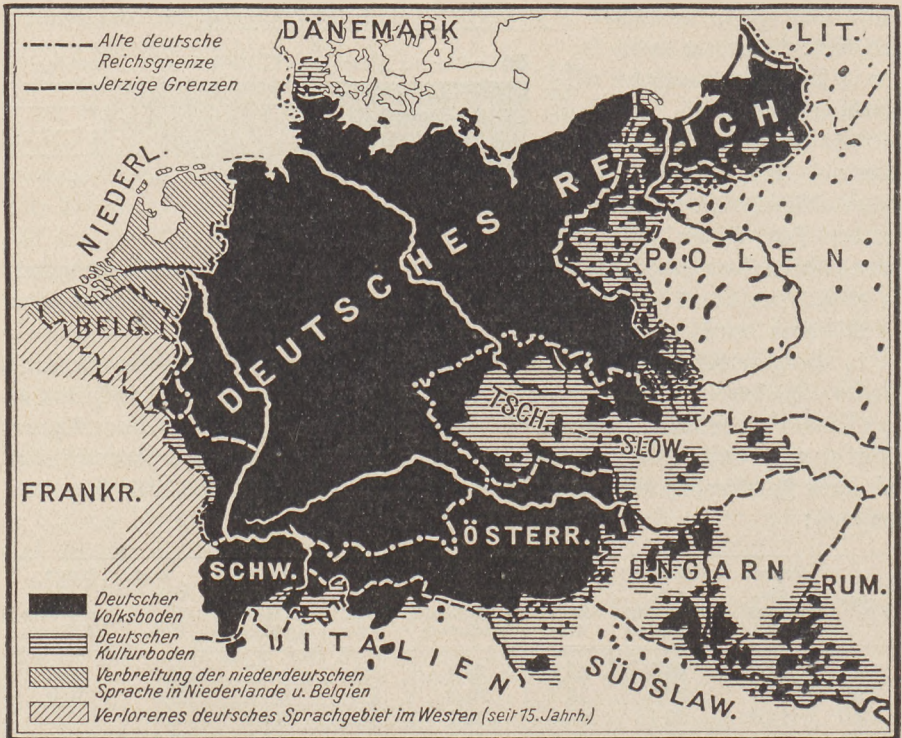 DÄNEMARK
LIT.
Alte deutsche
Reichsgrenze
Jetzige Grenzen
NIEDERL.
DEUTSCHES REICH
POLEN
BELG.
TSCH. - SLOW.
FRANKR.
ÖSTERR.
SCHW.
UNGARN
RUM.
ITALIEN
SÜDSLAW.
Deutscher
Volksboden
Deutscher
Kulturboden
Verbreitung der niederdeutschen
Sprache in Niederlande u. Belgien
Verlorenes deutsches Sprachgebiet im Westen (seit 15. Jahrh.)